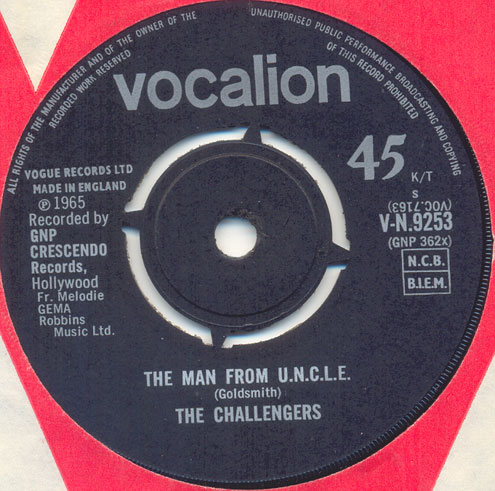 ALL RIGHTS OF THE MANUFACTURER AND OF THE OWNER OF THE
RECORDED WORK RESERVED
UNAUTHORISED PUBLIC PERFORMANCE BROADCASTING AND COPYING
OF THIS RECORD PROHIBITED
vocalion
45 K/T
VOGUE RECORDS LTD
MADE IN ENGLAND
℗ 1965
Recorded by
GNP
CRESCENDO
Records,
Hollywood
Fr. Melodie
GEMA
Robbins
Music Ltd.
S
(VOC.7163)
V-N.9253
(GNP 362x)
N.C.B.
B.I.E.M.
THE MAN FROM U.N.C.L.E.
(Goldsmith)
THE CHALLENGERS